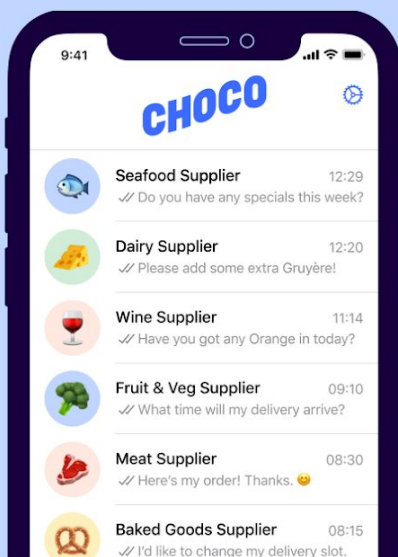 9:41
CHOCO
Seafood Supplier 12:29
Do you have any specials this week?
Dairy Supplier 12:20
Please add some extra Gruyère!
Wine Supplier 11:14
Have you got any Orange in today?
Fruit & Veg Supplier 09:10
What time will my delivery arrive?
Meat Supplier 08:30
Here's my order! Thanks. 😊
Baked Goods Supplier 08:15
I'd like to change my delivery slot.